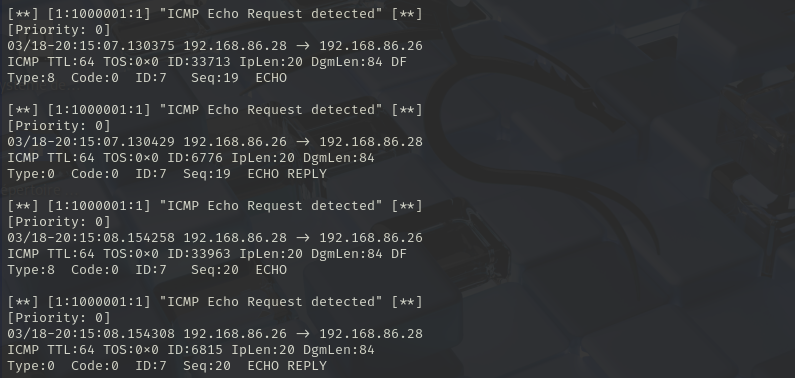 [**] [1:1000001:1] "ICMP Echo Request detected" [**]
[Priority: 0]
03/18-20:15:07.130375 192.168.86.28 → 192.168.86.26
ICMP TTL:64 TOS:0×0 ID:33713 IpLen:20 DgmLen:84 DF
Type:8  Code:0  ID:7   Seq:19  ECHO

[**] [1:1000001:1] "ICMP Echo Request detected" [**]
[Priority: 0]
03/18-20:15:07.130429 192.168.86.26 → 192.168.86.28
ICMP TTL:64 TOS:0×0 ID:6776 IpLen:20 DgmLen:84
Type:0  Code:0  ID:7  Seq:19  ECHO REPLY

[**] [1:1000001:1] "ICMP Echo Request detected" [**]
[Priority: 0]
03/18-20:15:08.154258 192.168.86.28 → 192.168.86.26
ICMP TTL:64 TOS:0×0 ID:33963 IpLen:20 DgmLen:84 DF
Type:8  Code:0  ID:7   Seq:20  ECHO

[**] [1:1000001:1] "ICMP Echo Request detected" [**]
[Priority: 0]
03/18-20:15:08.154308 192.168.86.26 → 192.168.86.28
ICMP TTL:64 TOS:0×0 ID:6815 IpLen:20 DgmLen:84
Type:0  Code:0  ID:7  Seq:20  ECHO REPLY